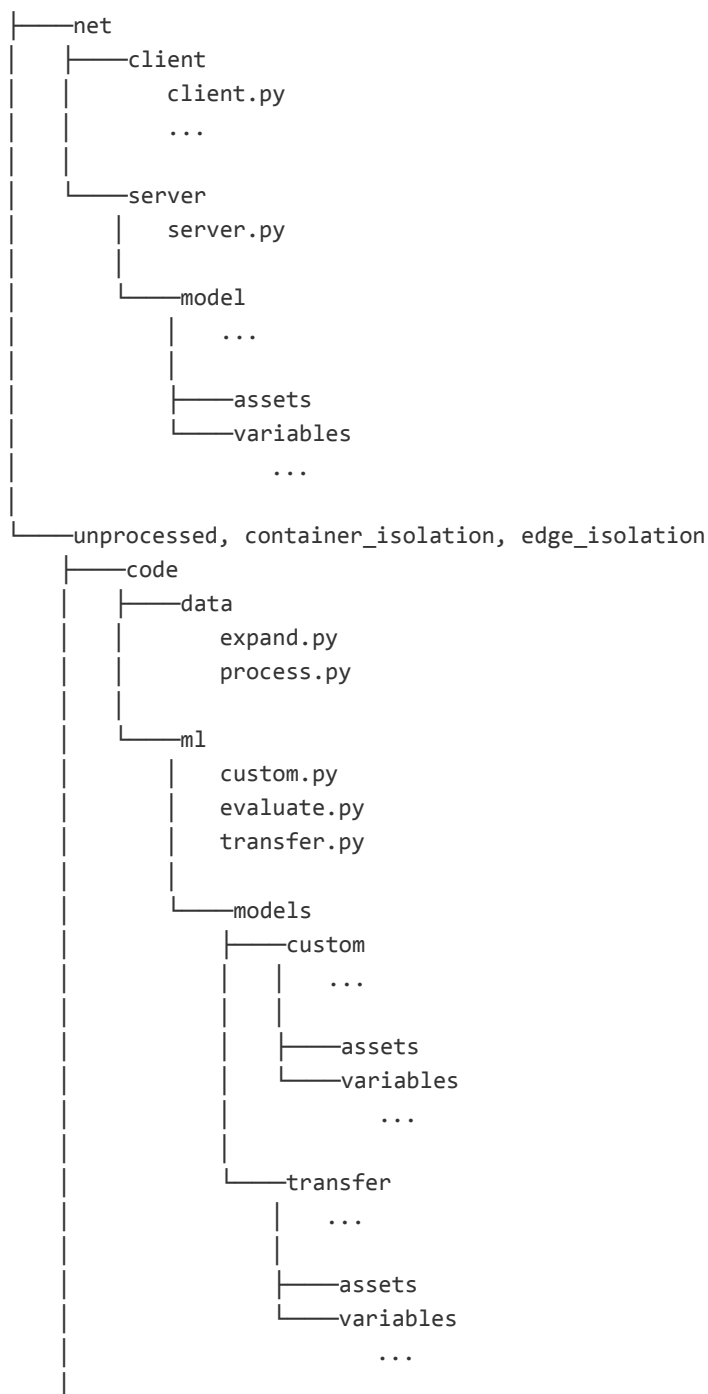 net
client
client.py
...
server
server.py
model
...
assets
variables
...
unprocessed, container_isolation, edge_isolation
code
data
expand.py
process.py
ml
custom.py
evaluate.py
transfer.py
models
custom
...
assets
variables
...
transfer
...
assets
variables
...